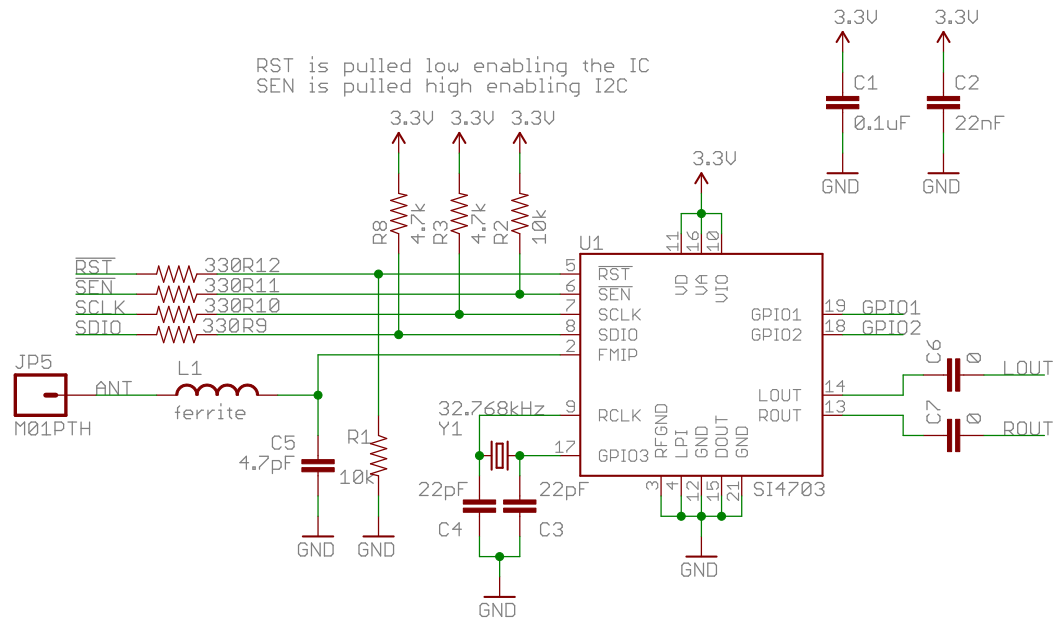 3.3V
3.3V
C1
C2
0.1uF
22nF
GND
GND
RST is pulled low enabling the IC
SEN is pulled high enabling I2C
3.3V
3.3V
3.3V
3.3V
R8
4.7k
R3
4.7k
R2
10k
11
16
10
U1
VD
VA
VIO
RST
330R12
5
RST
SEN
330R11
6
SEN
SCLK
330R10
7
SCLK
GPIO1
19
GPIO1
SDIO
330R9
8
SDIO
GPIO2
18
GPIO2
2
FMIP
JP5
ANT
M01PTH
L1
ferrite
C6
0
LOUT
LOUT
14
C7
0
ROUT
ROUT
13
32.768kHz
Y1
9
RCLK
17
GPIO3
RFGND
LPI
GND
DOUT
GND
C5
4.7pF
R1
10k
22pF
22pF
C4
C3
3
4
12
15
21
SI4703
GND
GND
GND
GND